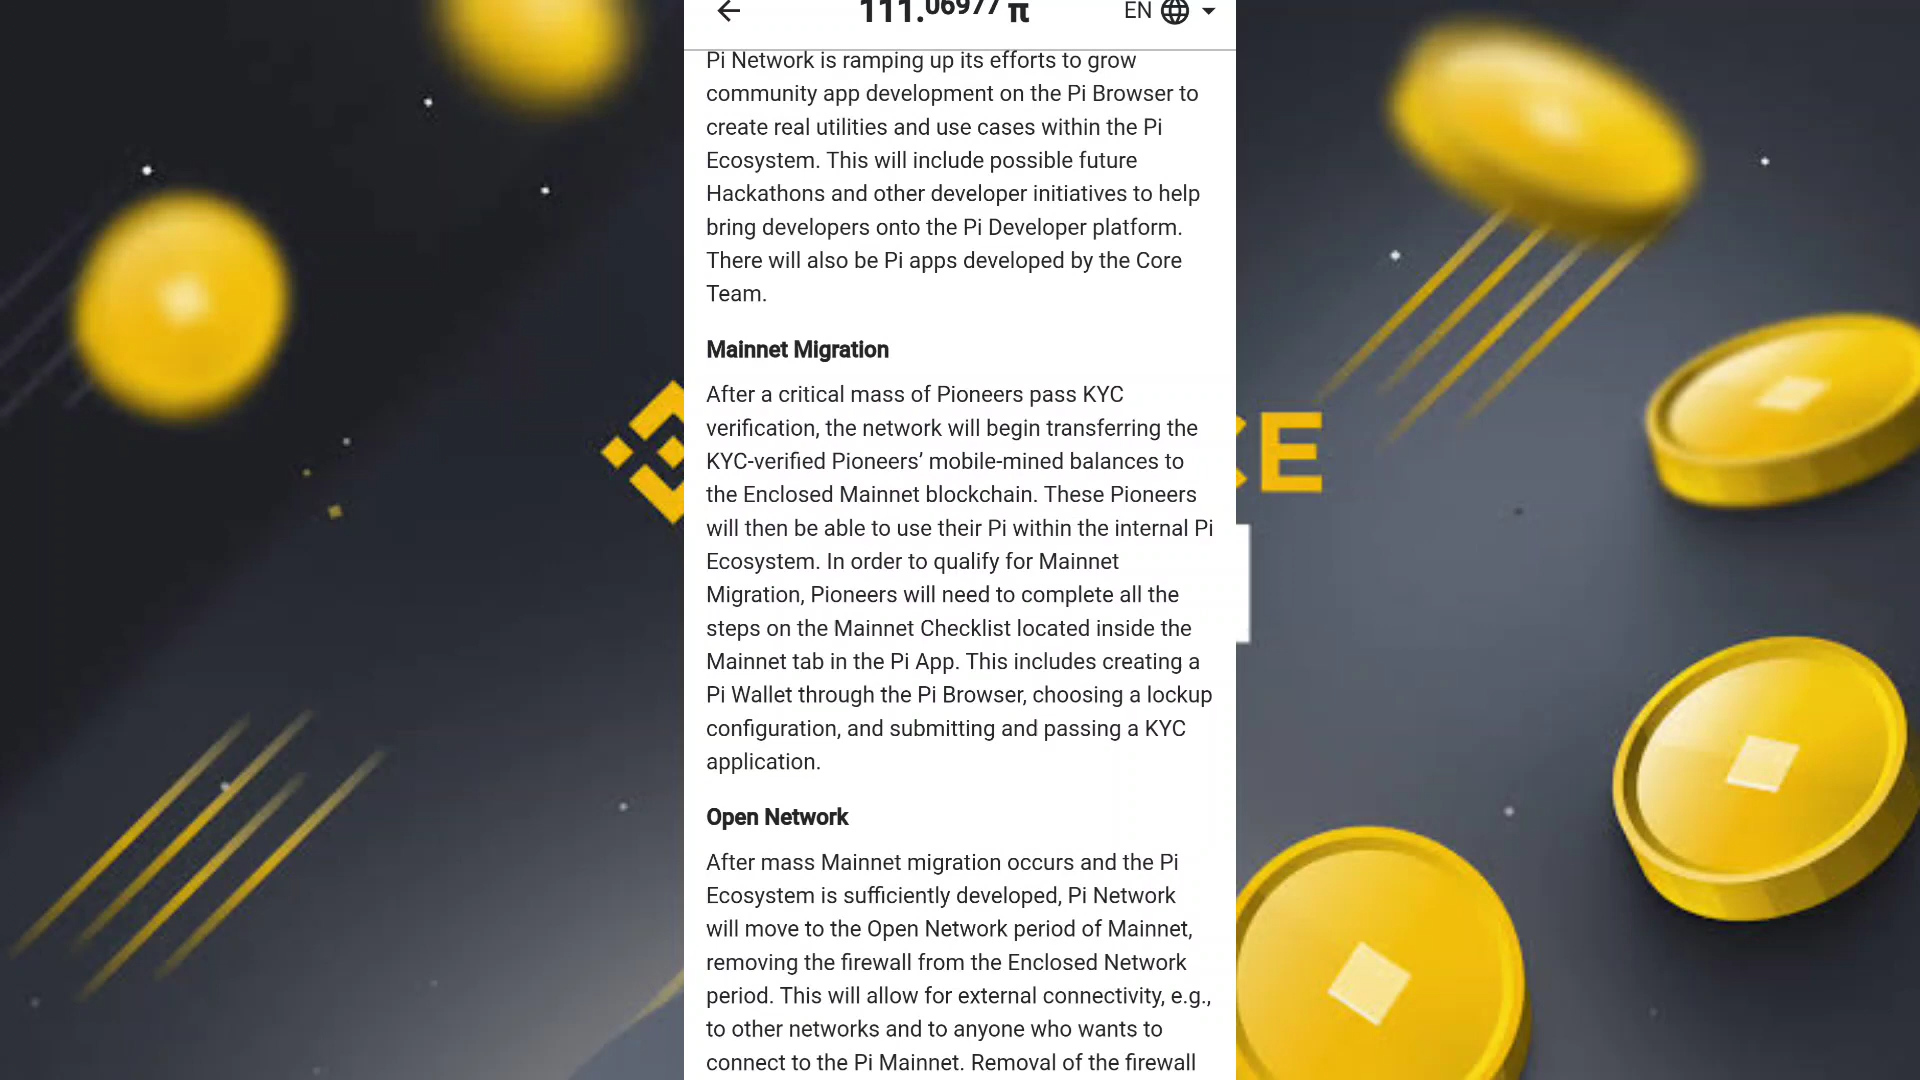 111.06977 π
EN
Pi Network is ramping up its efforts to grow
community app development on the Pi Browser to
create real utilities and use cases within the Pi
Ecosystem. This will include possible future
Hackathons and other developer initiatives to help
bring developers onto the Pi Developer platform.
There will also be Pi apps developed by the Core
Team.
Mainnet Migration
After a critical mass of Pioneers pass KYC
verification, the network will begin transferring the
KYC-verified Pioneers’ mobile-mined balances to
the Enclosed Mainnet blockchain. These Pioneers
will then be able to use their Pi within the internal Pi
Ecosystem. In order to qualify for Mainnet
Migration, Pioneers will need to complete all the
steps on the Mainnet Checklist located inside the
Mainnet tab in the Pi App. This includes creating a
Pi Wallet through the Pi Browser, choosing a lockup
configuration, and submitting and passing a KYC
application.
Open Network
After mass Mainnet migration occurs and the Pi
Ecosystem is sufficiently developed, Pi Network
will move to the Open Network period of Mainnet,
removing the firewall from the Enclosed Network
period. This will allow for external connectivity, e.g.,
to other networks and to anyone who wants to
connect to the Pi Mainnet. Removal of the firewall